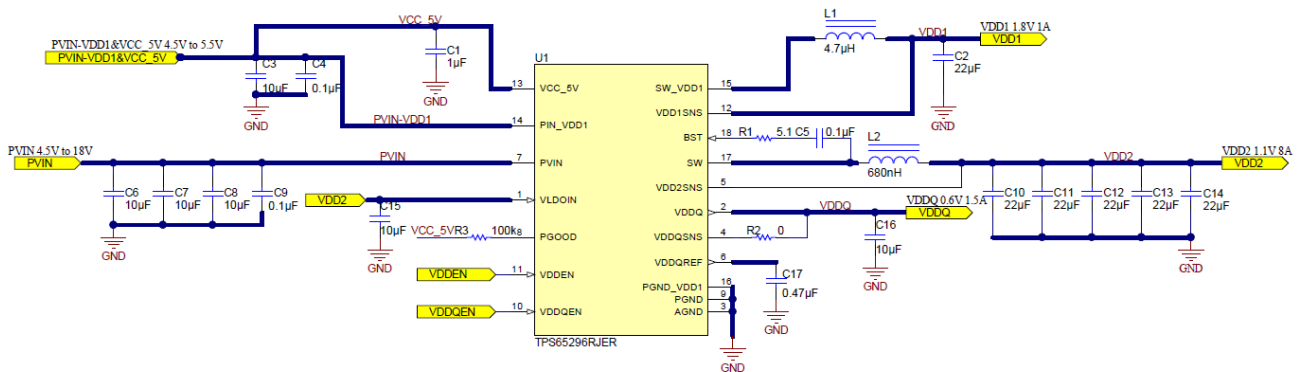 VCC_5V
L1
VDD1 1.8V 1A
PVIN-VDD1&VCC_5V 4.5V to 5.5V
PVIN-VDD1&VCC_5V
C1
1µF
GND
C3
10µF
C4
0.1µF
GND
4.7µH
VDD1
VDD1
C2
22µF
GND
U1
13 VCC_5V
SW_VDD1 15
VDD1SNS 12
14 PIN_VDD1
PVIN-VDD1
BST 18
R1 5.1 C5 0.1µF
L2
PVIN 4.5V to 18V
PVIN
PVIN
7 PVIN
SW 17
680nH
VDD2
VDD2 1.1V 8A
VDD2
C6
10µF
C7
10µF
C8
10µF
C9
0.1µF
GND
VDD2SNS 5
C10
22µF
C11
22µF
C12
22µF
C13
22µF
C14
22µF
GND
VDD2
1 VLDOIN
C15
10µF
GND
VDDQ 2
VDDQ
VDDQ 0.6V 1.5A
VDDQ
C16
10µF
GND
VCC_5V R3 100k 8 PGOOD
VDDQSNS 4
R2 0
VDDQREF 6
C17
0.47µF
GND
VDDEN
11 VDDEN
PGND_VDD1 16
PGND 9
AGND 3
VDDQEN
10 VDDQEN
GND
TPS65296RJER